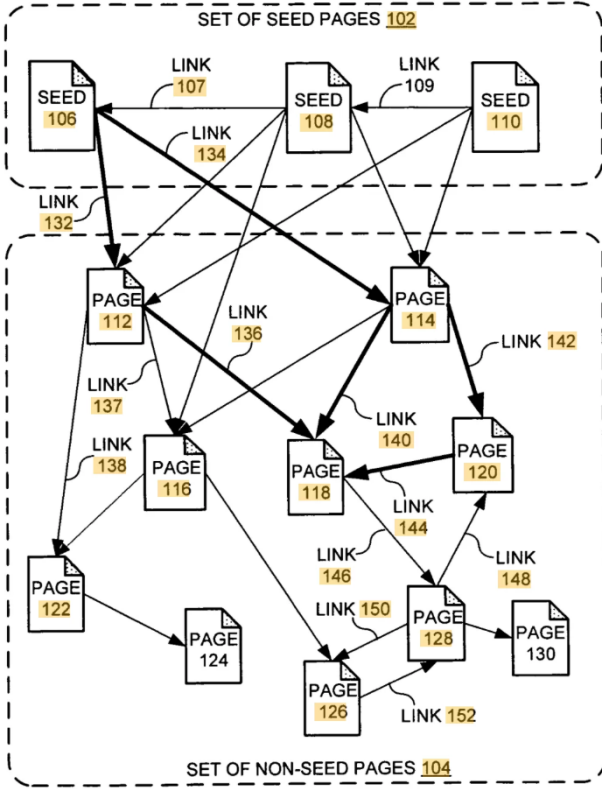 SET OF SEED PAGES 102
LINK
107
LINK
109
SEED
106
SEED
108
SEED
110
LINK
134
LINK
132
PAGE
112
PAGE
114
LINK
136
LINK 142
LINK
137
LINK
140
LINK
138
PAGE
116
PAGE
118
PAGE
120
LINK
144
LINK
146
LINK
148
PAGE
122
PAGE
124
LINK 150
PAGE
128
PAGE
130
PAGE
126
LINK 152
SET OF NON-SEED PAGES 104